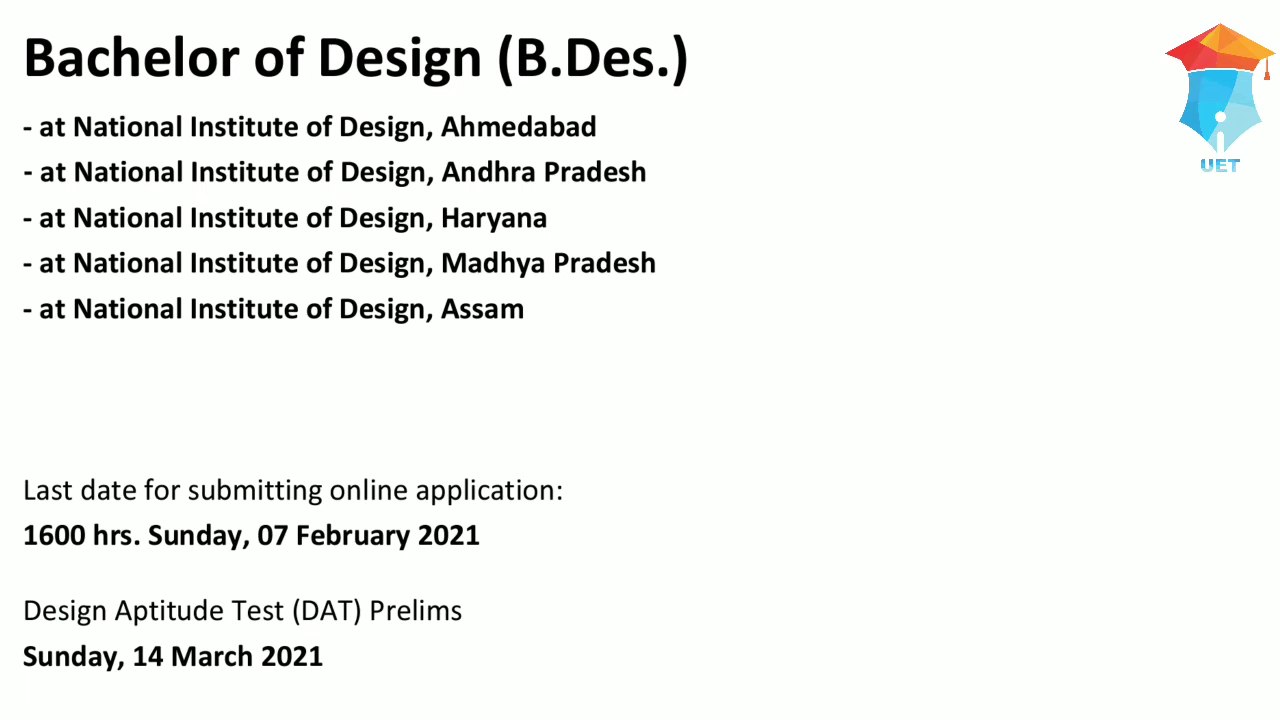 Bachelor of Design (B.Des.)
- at National Institute of Design, Ahmedabad
- at National Institute of Design, Andhra Pradesh
- at National Institute of Design, Haryana
- at National Institute of Design, Madhya Pradesh
- at National Institute of Design, Assam
UET
Last date for submitting online application:
1600 hrs. Sunday, 07 February 2021
Design Aptitude Test (DAT) Prelims
Sunday, 14 March 2021